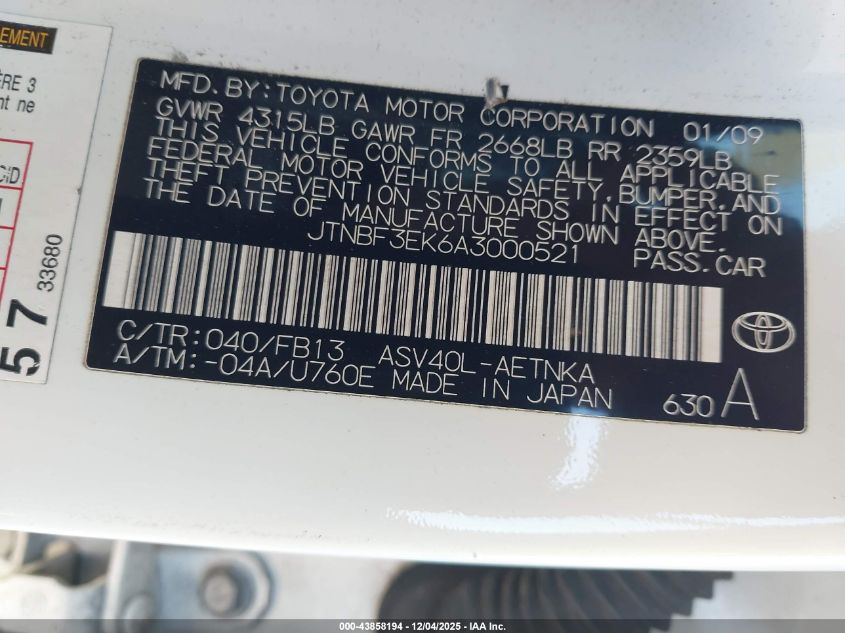 LEMENT
RE 3
nt ne
CID
57
33680
MFD.BY:TOYOTA MOTOR CORPORATION 01/09
GVWR 4315LB GAWR FR 2668LB RR 2359LB
THIS VEHICLE CONFORMS TO ALL APPLICABLE
FEDERAL MOTOR VEHICLE SAFETY,BUMPER,AND
THEFT PREVENTION STANDARDS IN EFFECT ON
THE DATE OF MANUFACTURE SHOWN ABOVE.
JTNBF3EK6A3000521 PASS.CAR
C/TR:040/FB13 ASV40L-AETNKA
A/TM:-04A/U760E MADE IN JAPAN 630 A
000-43858194 - 12/04/2025 - IAA Inc.